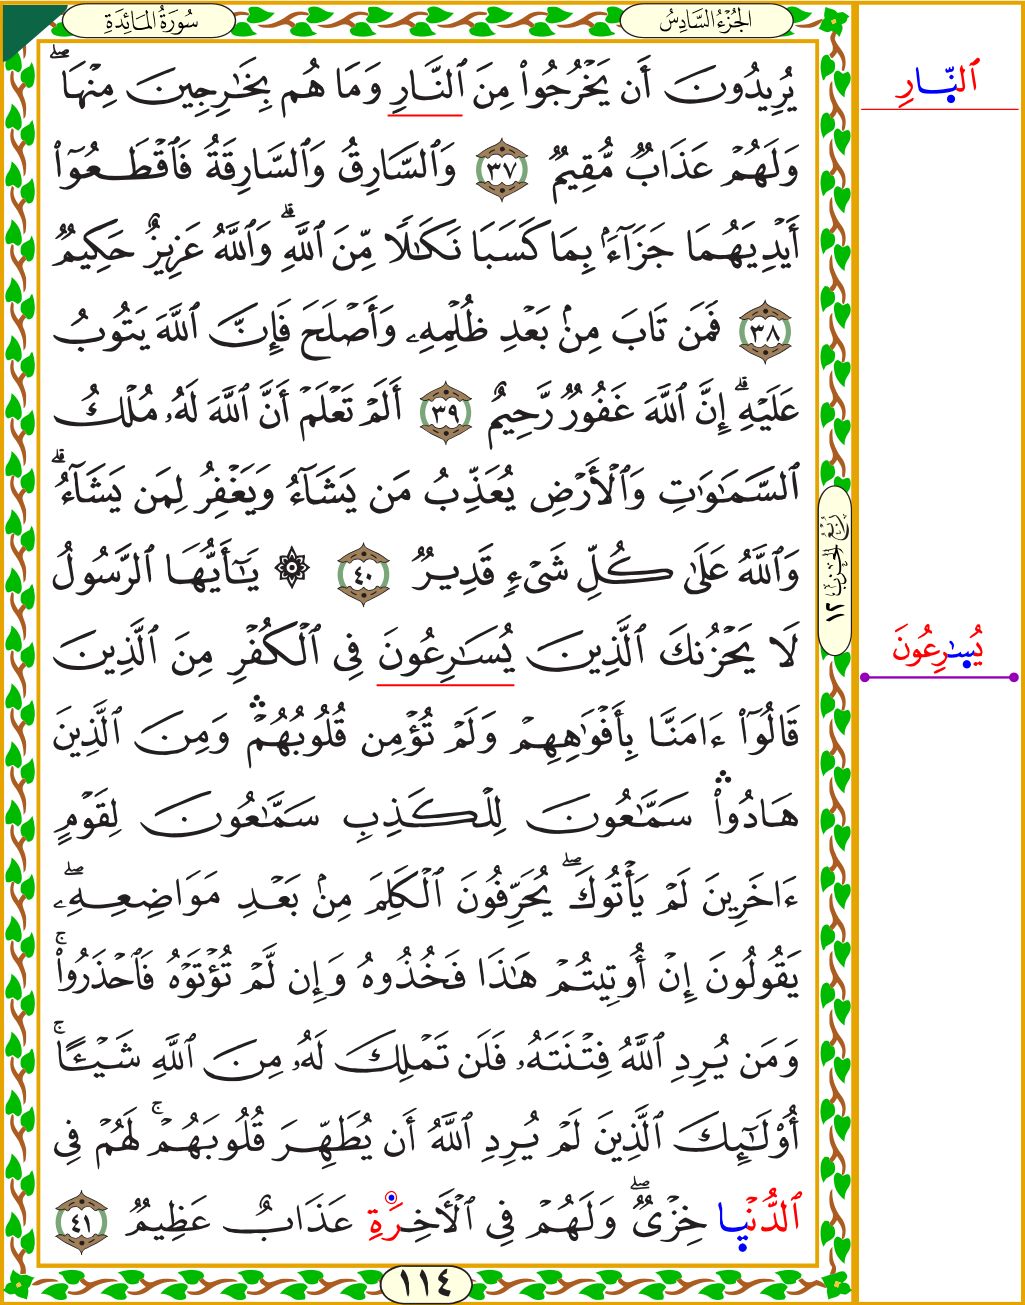 سُورَةُ المَائِدَةِ
الجُزْءُ السَّادِسُ
يُرِيدُونَ أَن يَخۡرُجُواْ مِنَ ٱلنَّارِ وَمَا هُم بِخَٰرِجِينَ مِنۡهَاۖ
وَلَهُمۡ عَذَابٞ مُّقِيمٞ ٣٧ وَٱلسَّارِقُ وَٱلسَّارِقَةُ فَٱقۡطَعُوٓاْ
أَيۡدِيَهُمَا جَزَآءَۢ بِمَا كَسَبَا نَكَٰلٗا مِّنَ ٱللَّهِۗ وَٱللَّهُ عَزِيزٌ حَكِيمٞ
٣٨ فَمَن تَابَ مِنۢ بَعۡدِ ظُلۡمِهِۦ وَأَصۡلَحَ فَإِنَّ ٱللَّهَ يَتُوبُ
عَلَيۡهِۚ إِنَّ ٱللَّهَ غَفُورٞ رَّحِيمٌ ٣٩ أَلَمۡ تَعۡلَمۡ أَنَّ ٱللَّهَ لَهُۥ مُلۡكُ
ٱلسَّمَٰوَٰتِ وَٱلۡأَرۡضِ يُعَذِّبُ مَن يَشَآءُ وَيَغۡفِرُ لِمَن يَشَآءُۗ
وَٱللَّهُ عَلَىٰ كُلِّ شَيۡءٖ قَدِيرٞ ٤٠ ۞ يَٰٓأَيُّهَا ٱلرَّسُولُ
لَا يَحۡزُنكَ ٱلَّذِينَ يُسَٰرِعُونَ فِي ٱلۡكُفۡرِ مِنَ ٱلَّذِينَ
قَالُوٓاْ ءَامَنَّا بِأَفۡوَٰهِهِمۡ وَلَمۡ تُؤۡمِن قُلُوبُهُمۡۛ وَمِنَ ٱلَّذِينَ
هَادُواْۛ سَمَّٰعُونَ لِلۡكَذِبِ سَمَّٰعُونَ لِقَوۡمٍ
ءَاخَرِينَ لَمۡ يَأۡتُوكَۖ يُحَرِّفُونَ ٱلۡكَلِمَ مِنۢ بَعۡدِ مَوَاضِعِهِۦۖ
يَقُولُونَ إِنۡ أُوتِيتُمۡ هَٰذَا فَخُذُوهُ وَإِن لَّمۡ تُؤۡتَوۡهُ فَٱحۡذَرُواْۚ
وَمَن يُرِدِ ٱللَّهُ فِتۡنَتَهُۥ فَلَن تَمۡلِكَ لَهُۥ مِنَ ٱللَّهِ شَيۡـًٔاۚ
أُوْلَٰٓئِكَ ٱلَّذِينَ لَمۡ يُرِدِ ٱللَّهُ أَن يُطَهِّرَ قُلُوبَهُمۡۚ لَهُمۡ فِي
ٱلدُّنۡيَا خِزۡيٞۖ وَلَهُمۡ فِي ٱلۡأٓخِرَةِ عَذَابٌ عَظِيمٞ ٤١
١١٤
رُبْعُ الحِزْب ١٢
ٱلنَّارِ
يُسَٰرِعُونَ